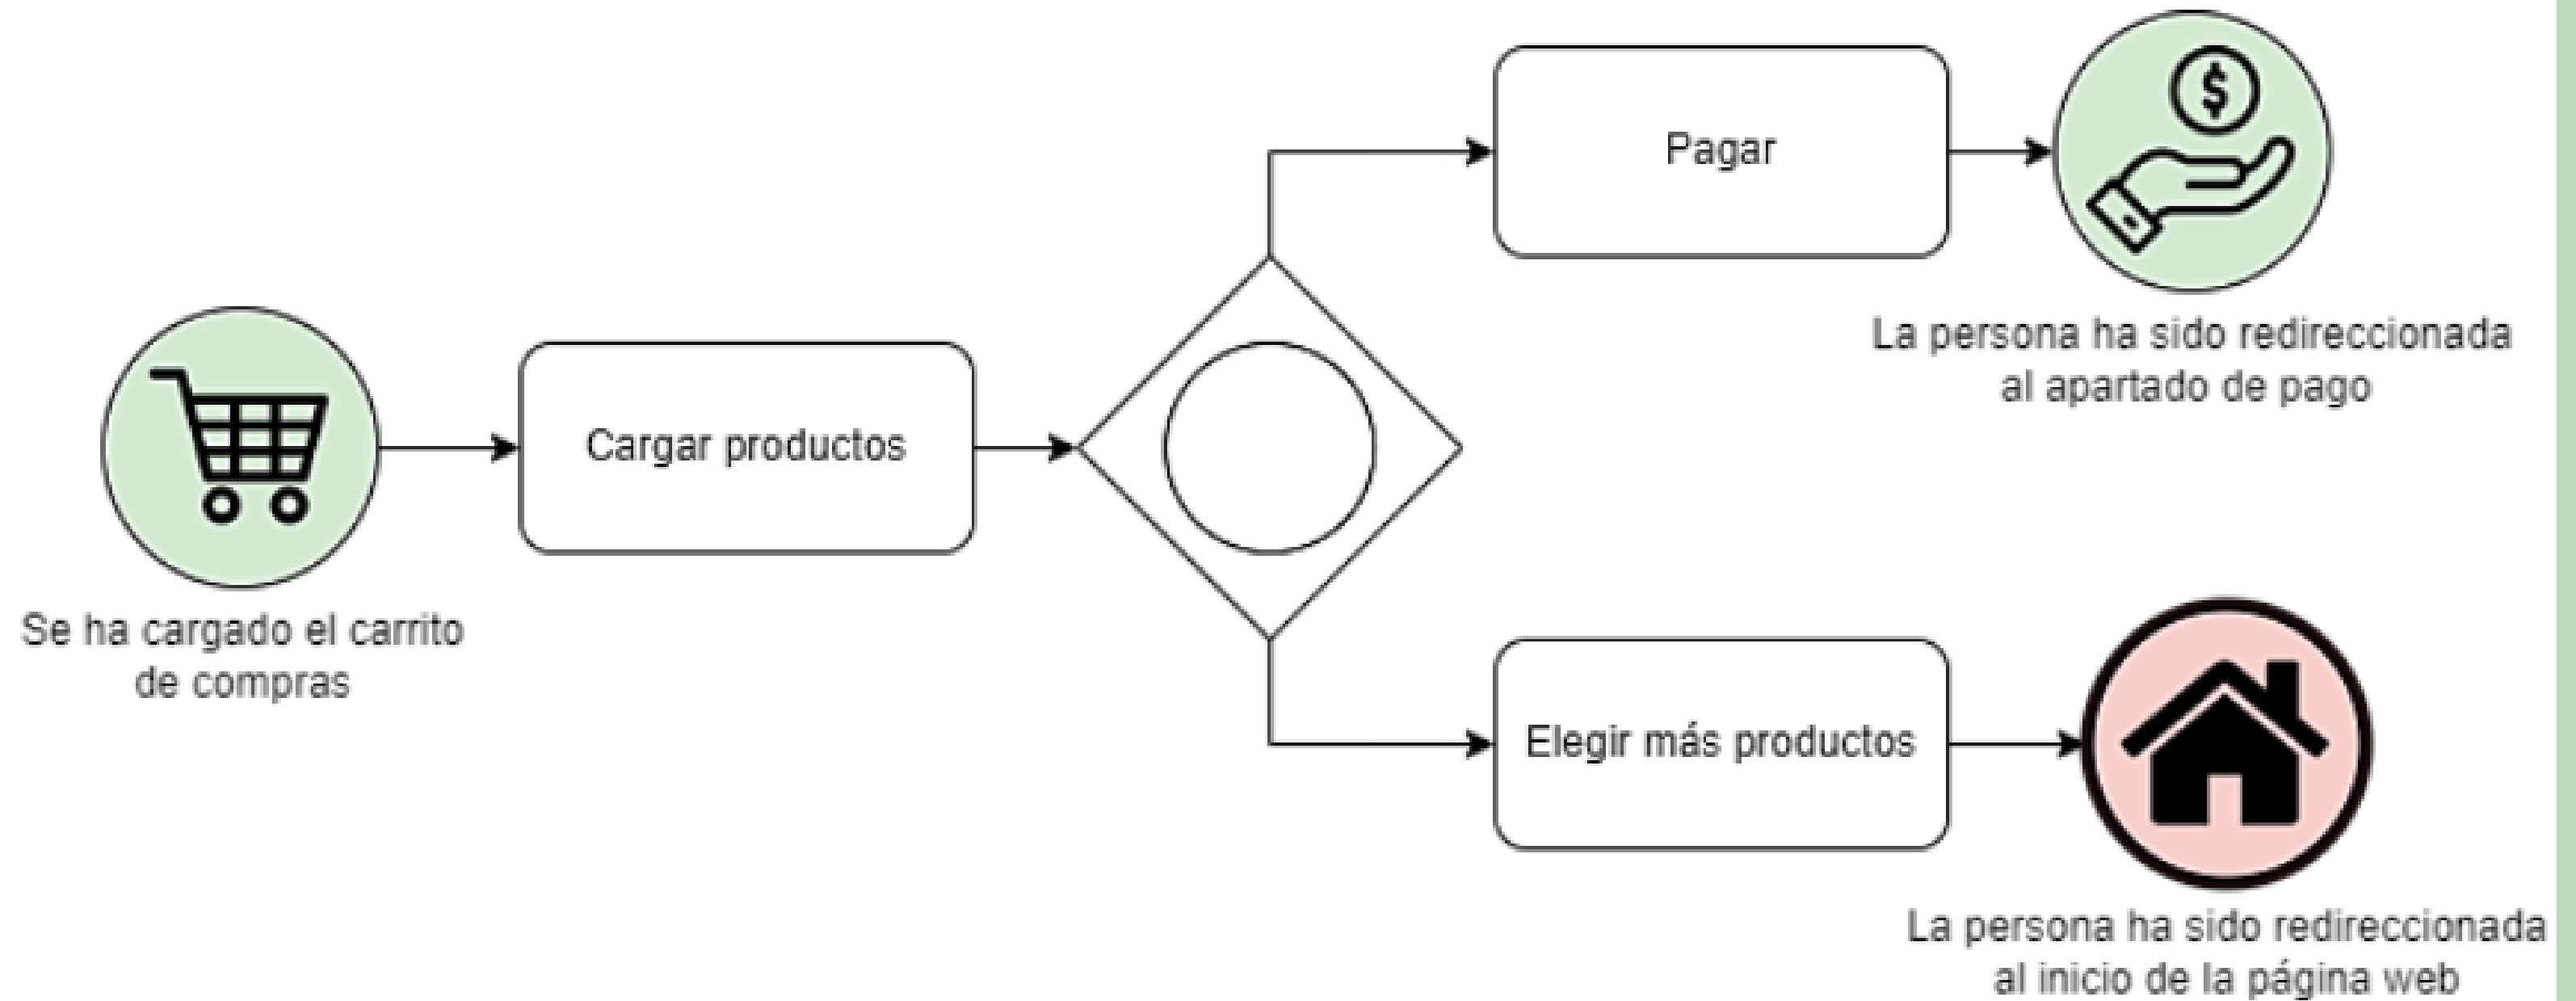 Pagar
$
La persona ha sido redireccionada
al apartado de pago
Cargar productos
Se ha cargado el carrito
de compras
Elegir más productos
La persona ha sido redireccionada
al inicio de la página web